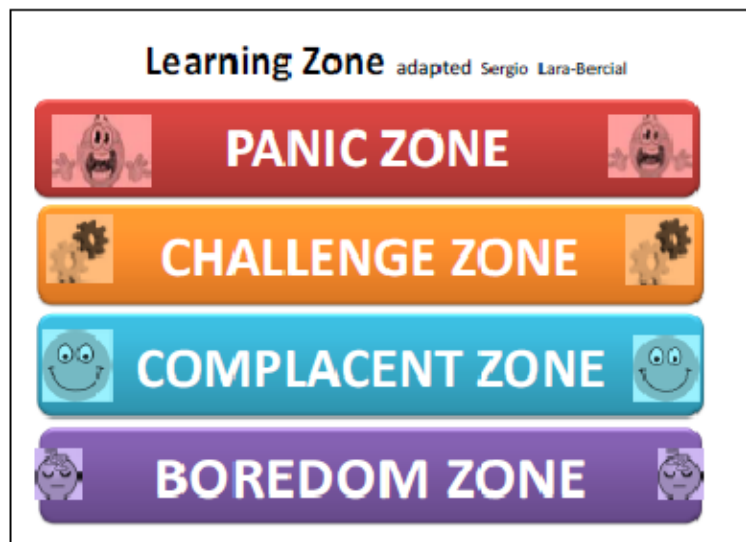 Learning Zone adapted Sergio Lara-Bercial
PANIC ZONE
CHALLENGE ZONE
COMPLACENT ZONE
BOREDOM ZONE